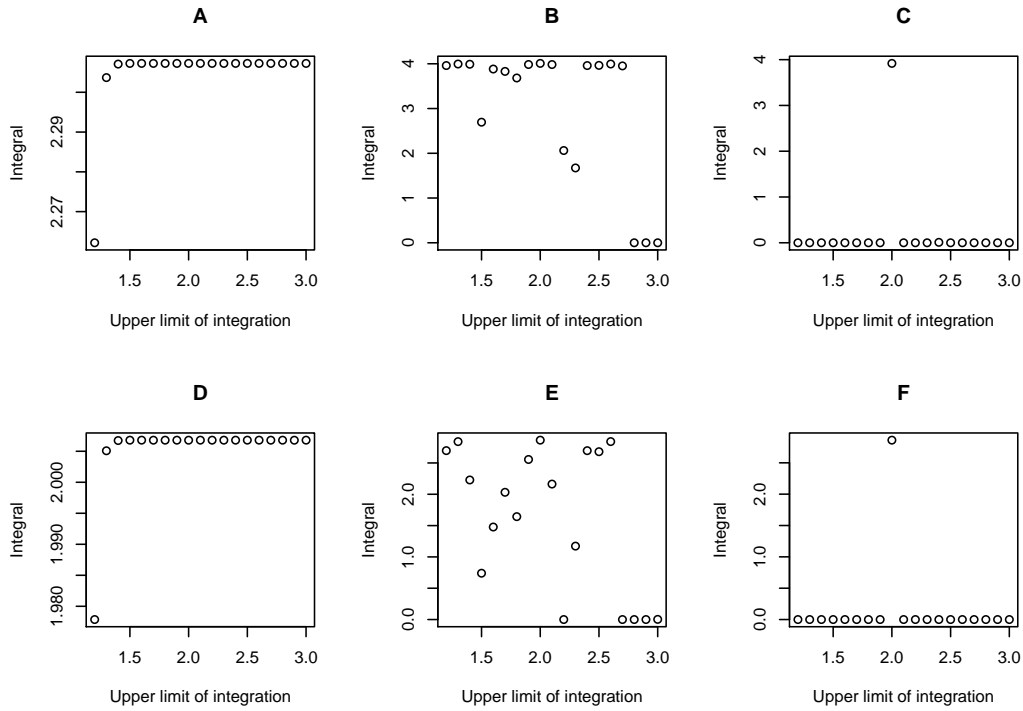 A B C
Integral 2.27 2.29 Integral 0 1 2 3 4 Integral 0 1 2 3 4
1.5 2.0 2.5 3.0 1.5 2.0 2.5 3.0 1.5 2.0 2.5 3.0
Upper limit of integration Upper limit of integration Upper limit of integration
D E F
Integral 1.980 1.990 2.000 Integral 0.0 1.0 2.0 Integral 0.0 1.0 2.0
1.5 2.0 2.5 3.0 1.5 2.0 2.5 3.0 1.5 2.0 2.5 3.0
Upper limit of integration Upper limit of integration Upper limit of integration